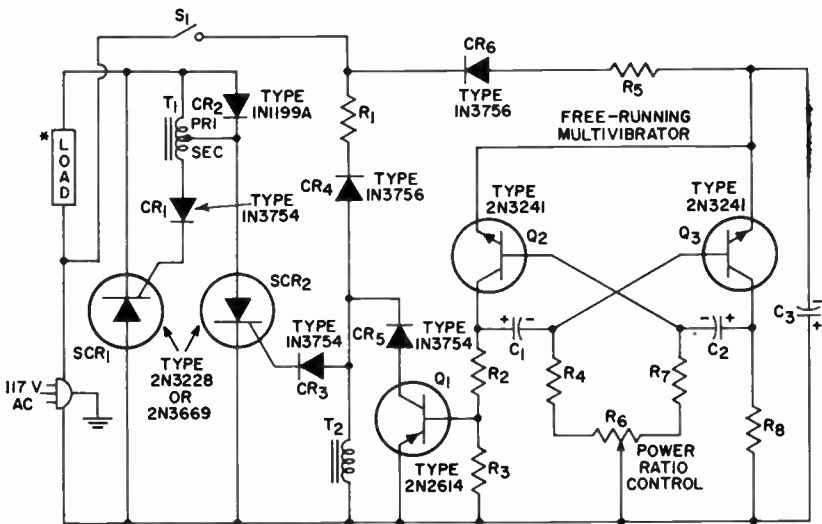 S1
CR6
TYPE
1N3756
R5
T1
PRI
SEC
CR2
TYPE
1N1199A
R1
FREE-RUNNING
MULTIVIBRATOR
* LOAD
CR4
TYPE
1N3756
TYPE
2N3241
Q2
TYPE
2N3241
Q3
CR1
TYPE
1N3754
SCR1
SCR2
TYPE
2N3228
OR
2N3669
TYPE
1N3754
CR3
CR5
TYPE
1N3754
+ -
C1
- +
C2
C3
-
+
R2
R4
R7
R8
117 V
AC
T2
Q1
TYPE
2N2614
R3
R6
POWER
RATIO
CONTROL